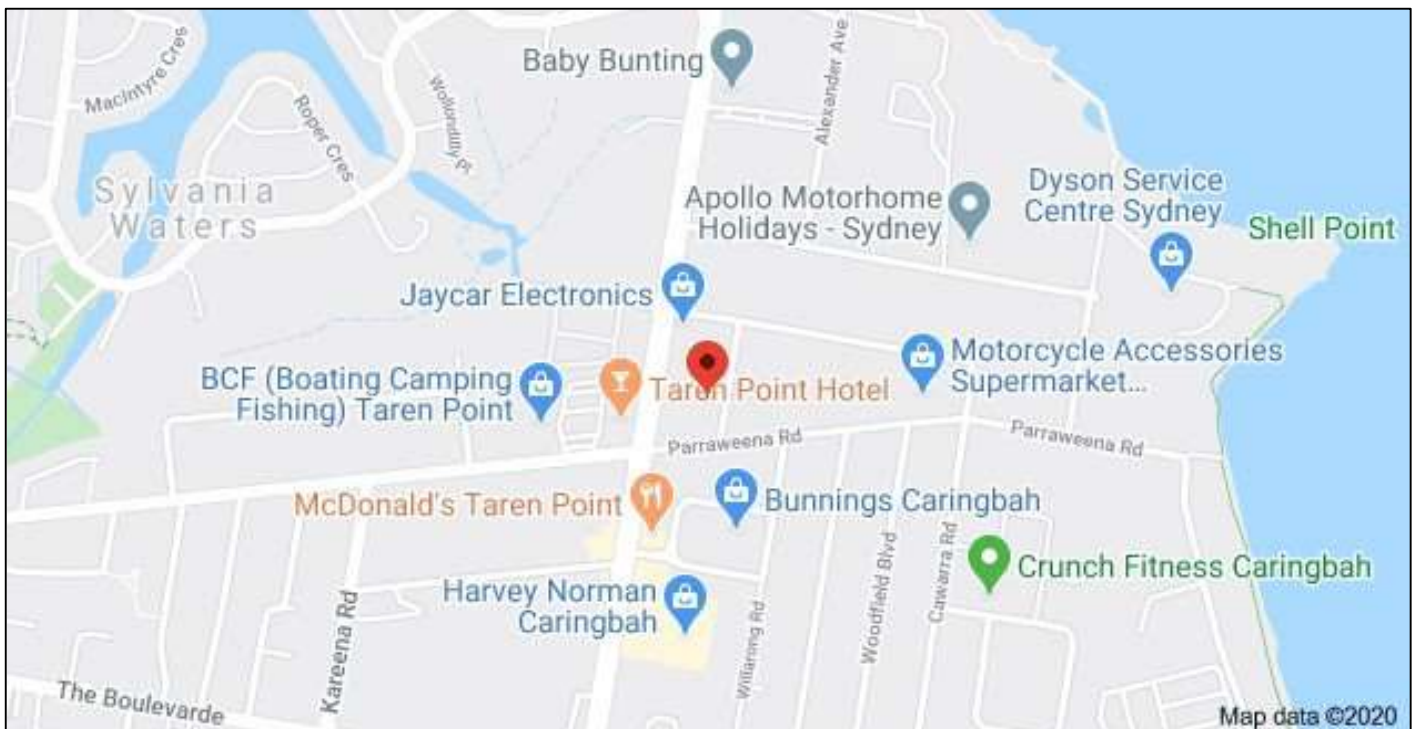 Baby Bunting
Alexander Ave
MacIntyre Cres
Wollondilly Pl
Roper Cres
Sylvania
Waters
Apollo Motorhome
Holidays - Sydney
Dyson Service
Centre Sydney
Shell Point
Jaycar Electronics
Motorcycle Accessories
Supermarket...
BCF (Boating Camping
Fishing) Taren Point
Taren Point Hotel
Parraweena Rd
Parraweena Rd
McDonald's Taren Point
Bunnings Caringbah
Crunch Fitness Caringbah
Harvey Norman
Caringbah
Kareena Rd
Willarong Rd
Woodfield Blvd
Cawarra Rd
The Boulevarde
Map data ©2020